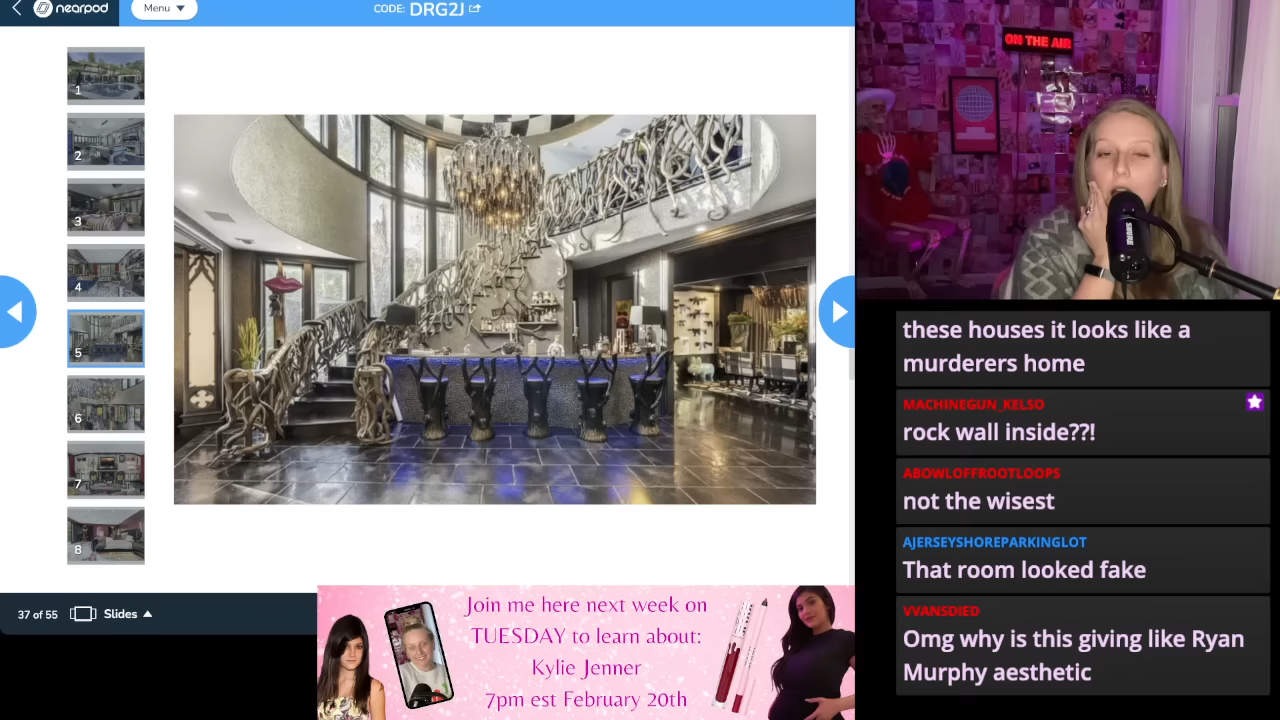 nearpod
Menu
CODE: DRG2J
1
2
3
4
5
6
7
8
37 of 55
Slides
Join me here next week on
TUESDAY to learn about:
Kylie Jenner
7pm est February 20th
ON THE AIR
SHURE
these houses it looks like a
murderers home
MACHINEGUN_KELSO
rock wall inside??!
ABOWLOFFROOTLOOPS
not the wisest
AJERSEYSHOREPARKINGLOT
That room looked fake
VVANSDIED
Omg why is this giving like Ryan
Murphy aesthetic